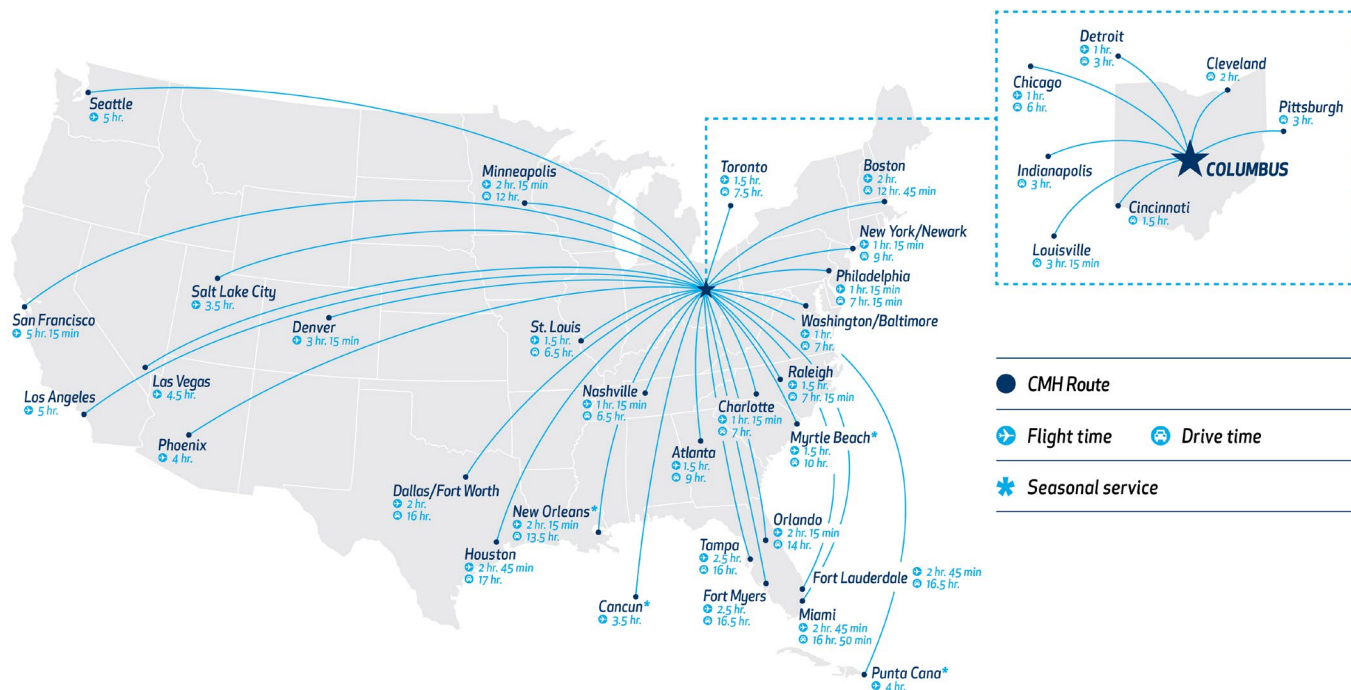 Seattle
5 hr.
Minneapolis
2 hr. 15 min
12 hr.
Toronto
1.5 hr.
7.5 hr.
Boston
2 hr.
12 hr. 45 min
New York/Newark
1 hr. 15 min
9 hr.
Philadelphia
1 hr. 15 min
7 hr. 15 min
Washington/Baltimore
1 hr.
7 hr.
Salt Lake City
3.5 hr.
San Francisco
5 hr. 15 min
Denver
3 hr. 15 min
St. Louis
1.5 hr.
6.5 hr.
Las Vegas
4.5 hr.
Los Angeles
5 hr.
Phoenix
4 hr.
Nashville
1 hr. 15 min
6.5 hr.
Charlotte
1 hr. 15 min
7 hr.
Raleigh
1.5 hr.
7 hr. 15 min
Myrtle Beach*
1.5 hr.
10 hr.
Atlanta
1.5 hr.
9 hr.
Dallas/Fort Worth
2 hr.
16 hr.
New Orleans*
2 hr. 15 min
13.5 hr.
Houston
2 hr. 45 min
17 hr.
Cancun*
3.5 hr.
Tampa
2.5 hr.
16 hr.
Orlando
2 hr. 15 min
14 hr.
Fort Myers
2.5 hr.
16.5 hr.
Fort Lauderdale
2 hr. 45 min
16.5 hr.
Miami
2 hr. 45 min
16 hr. 50 min
Punta Cana*
4 hr.
Detroit
1 hr.
3 hr.
Cleveland
2 hr.
Chicago
1 hr.
6 hr.
Pittsburgh
3 hr.
Indianapolis
3 hr.
COLUMBUS
Cincinnati
1.5 hr.
Louisville
3 hr. 15 min
CMH Route
Flight time
Drive time
* Seasonal service